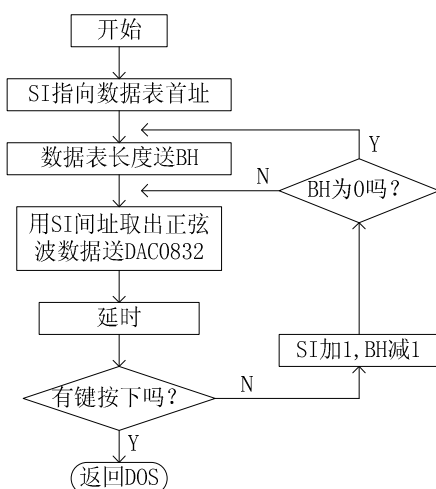 开始
SI指向数据表首址
Y
数据表长度送BH
N
BH为0吗?
用SI间址取出正弦
波数据送DAC0832
延时
SI加1,BH减1
有键按下吗?
N
Y
返回DOS